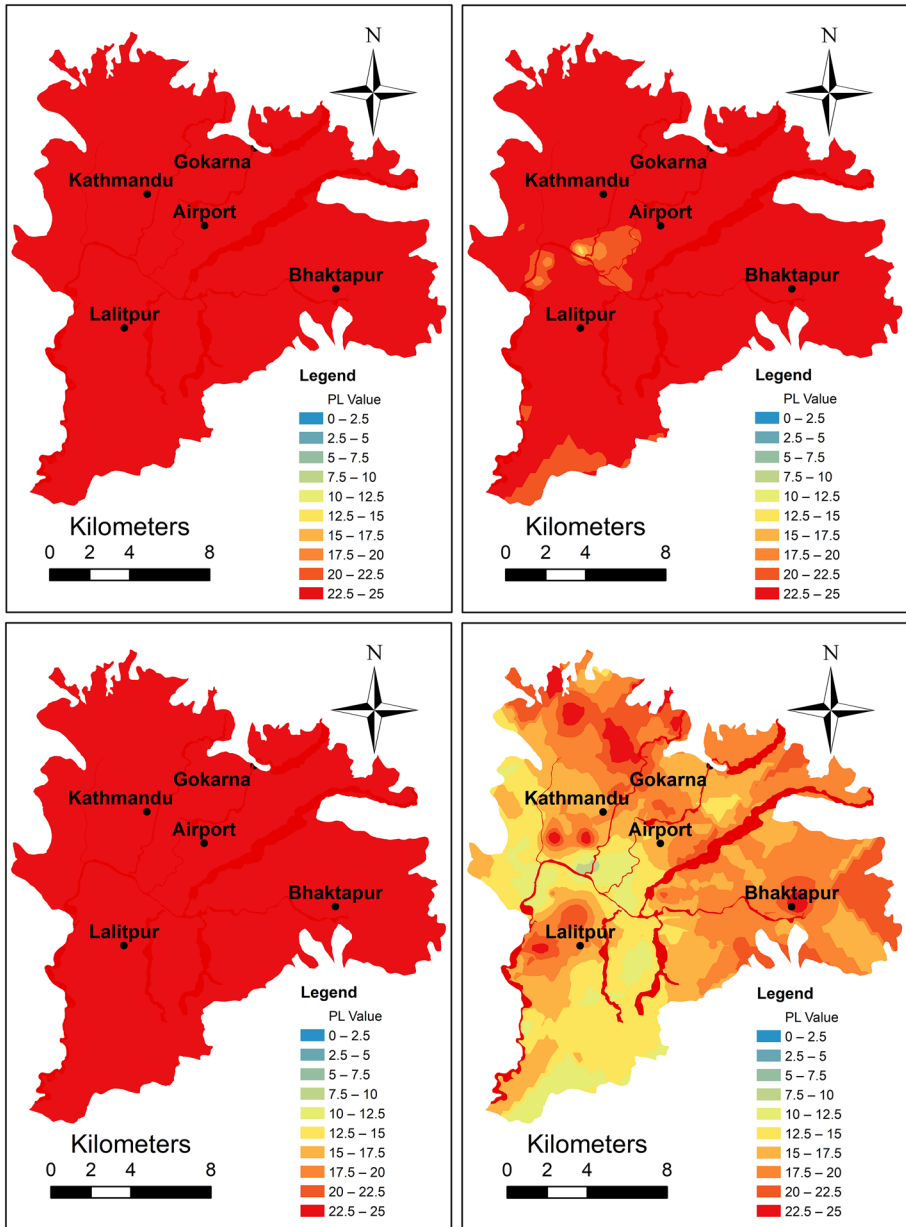 N
Gokarna
Kathmandu
Airport
Bhaktapur
Lalitpur
Legend
PL Value
0 – 2.5
2.5 – 5
5 – 7.5
7.5 – 10
10 – 12.5
12.5 – 15
15 – 17.5
17.5 – 20
20 – 22.5
22.5 – 25
Kilometers
0 2 4 8
N
Gokarna
Kathmandu
Airport
Bhaktapur
Lalitpur
Legend
PL Value
0 – 2.5
2.5 – 5
5 – 7.5
7.5 – 10
10 – 12.5
12.5 – 15
15 – 17.5
17.5 – 20
20 – 22.5
22.5 – 25
Kilometers
0 2 4 8
N
Gokarna
Kathmandu
Airport
Bhaktapur
Lalitpur
Legend
PL Value
0 – 2.5
2.5 – 5
5 – 7.5
7.5 – 10
10 – 12.5
12.5 – 15
15 – 17.5
17.5 – 20
20 – 22.5
22.5 – 25
Kilometers
0 2 4 8
N
Gokarna
Kathmandu
Airport
Bhaktapur
Lalitpur
Legend
PL Value
0 – 2.5
2.5 – 5
5 – 7.5
7.5 – 10
10 – 12.5
12.5 – 15
15 – 17.5
17.5 – 20
20 – 22.5
22.5 – 25
Kilometers
0 2 4 8